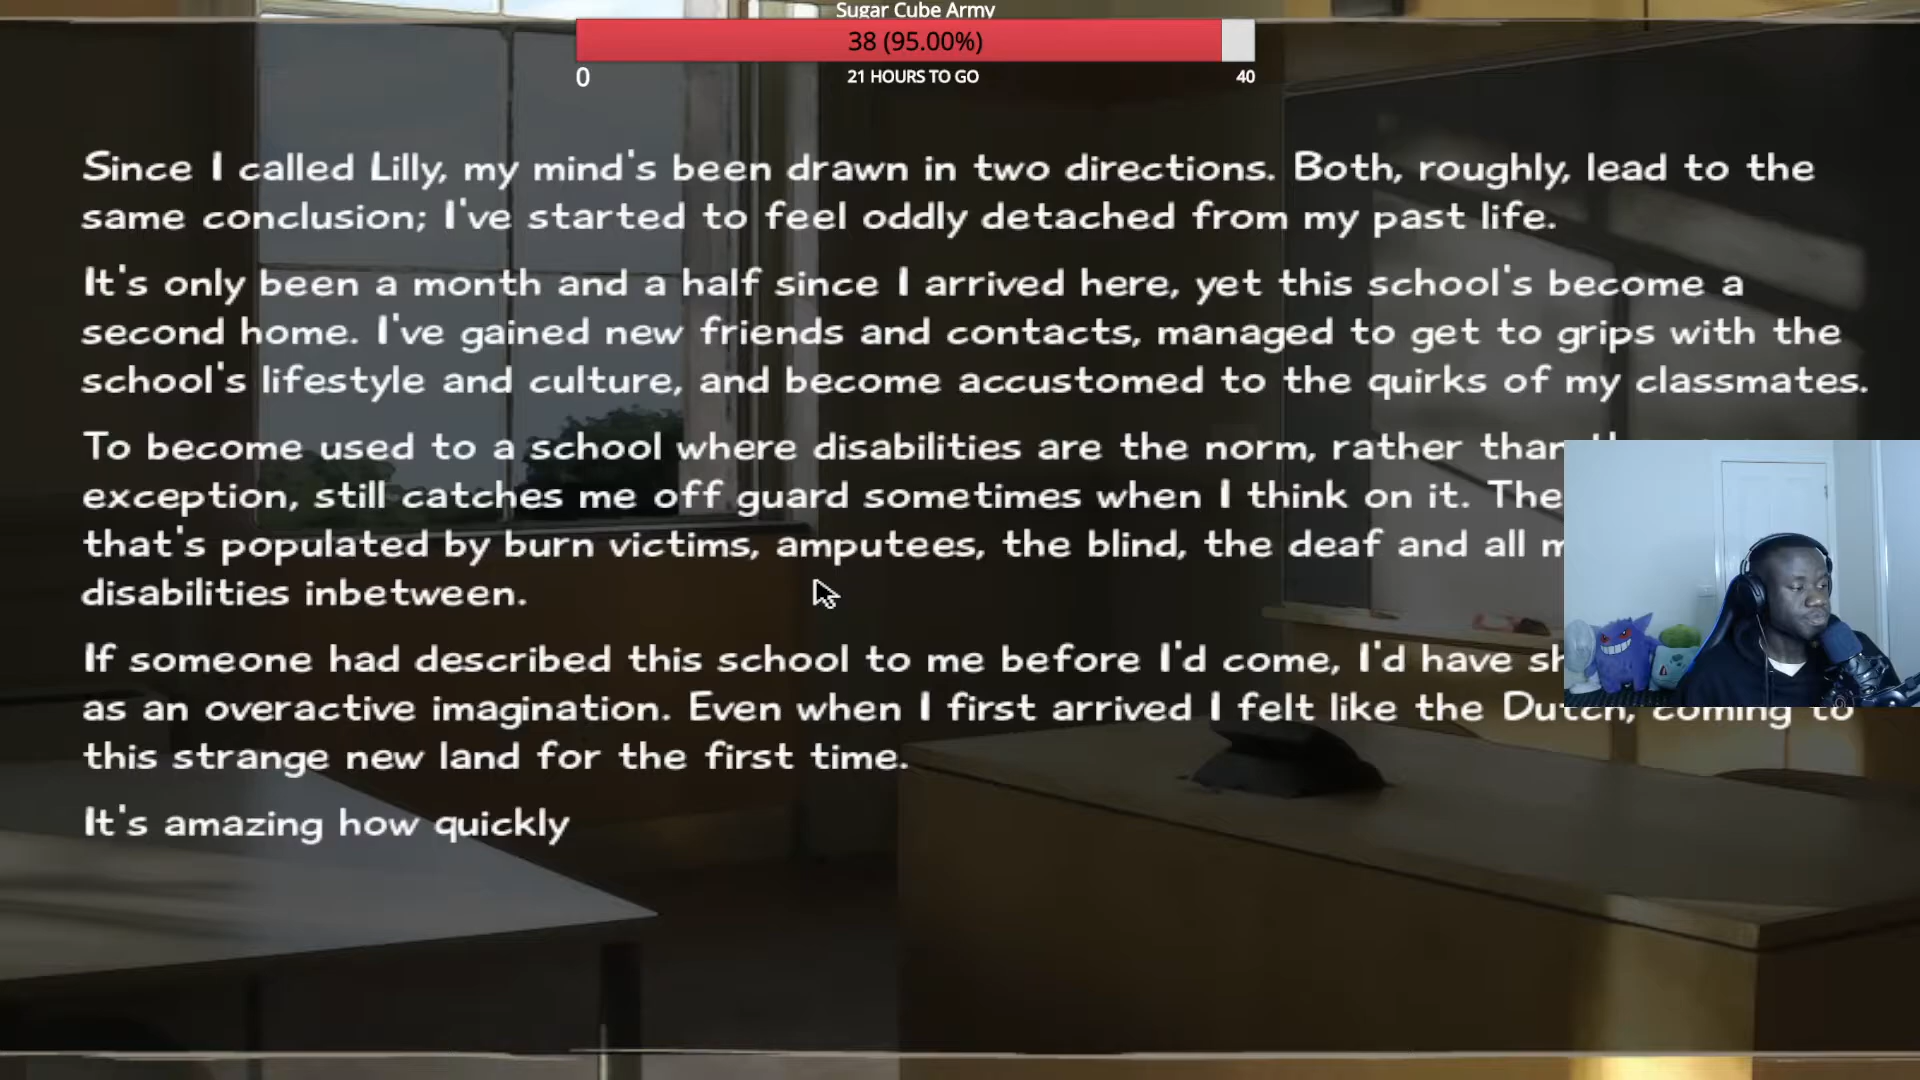 Sugar Cube Army
38 (95.00%)
0
21 HOURS TO GO
40
Since I called Lilly, my mind's been drawn in two directions. Both, roughly, lead to the
same conclusion; I've started to feel oddly detached from my past life.
It's only been a month and a half since I arrived here, yet this school's become a
second home. I've gained new friends and contacts, managed to get to grips with the
school's lifestyle and culture, and become accustomed to the quirks of my classmates.
To become used to a school where disabilities are the norm, rather than
exception, still catches me off guard sometimes when I think on it.
that's populated by burn victims, amputees, the blind, the deaf and all
disabilities inbetween.
If someone had described this school to me before I'd come, I'd have
as an overactive imagination. Even when I first arrived I felt like the Dutch, coming to
this strange new land for the first time.
It's amazing how quickly